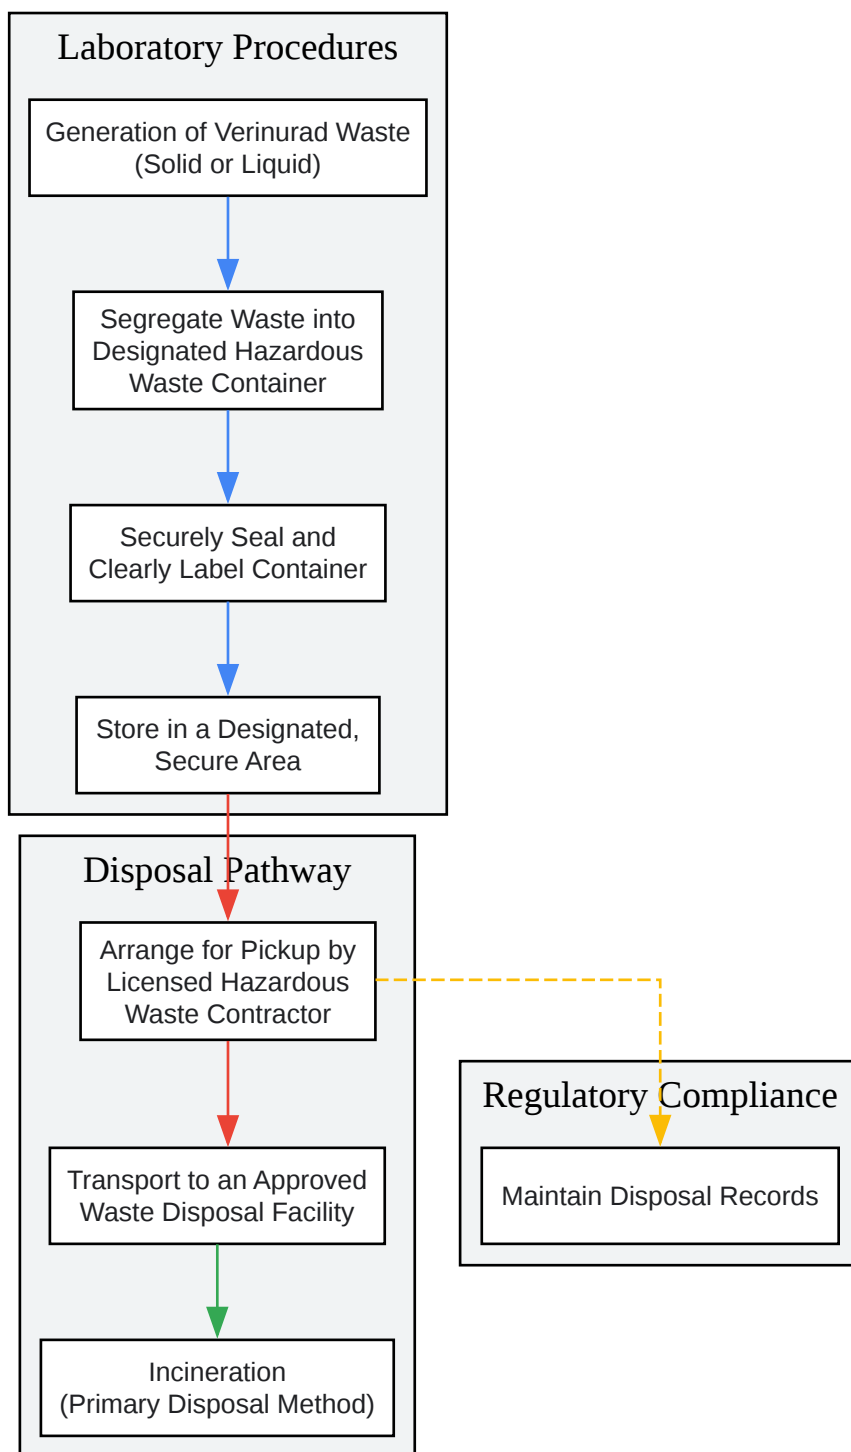 Laboratory Procedures
Generation of Verinurad Waste
(Solid or Liquid)
Segregate Waste into
Designated Hazardous
Waste Container
Securely Seal and
Clearly Label Container
Store in a Designated,
Secure Area
Disposal Pathway
Arrange for Pickup by
Licensed Hazardous
Waste Contractor
Transport to an Approved
Waste Disposal Facility
Incineration
(Primary Disposal Method)
Regulatory Compliance
Maintain Disposal Records